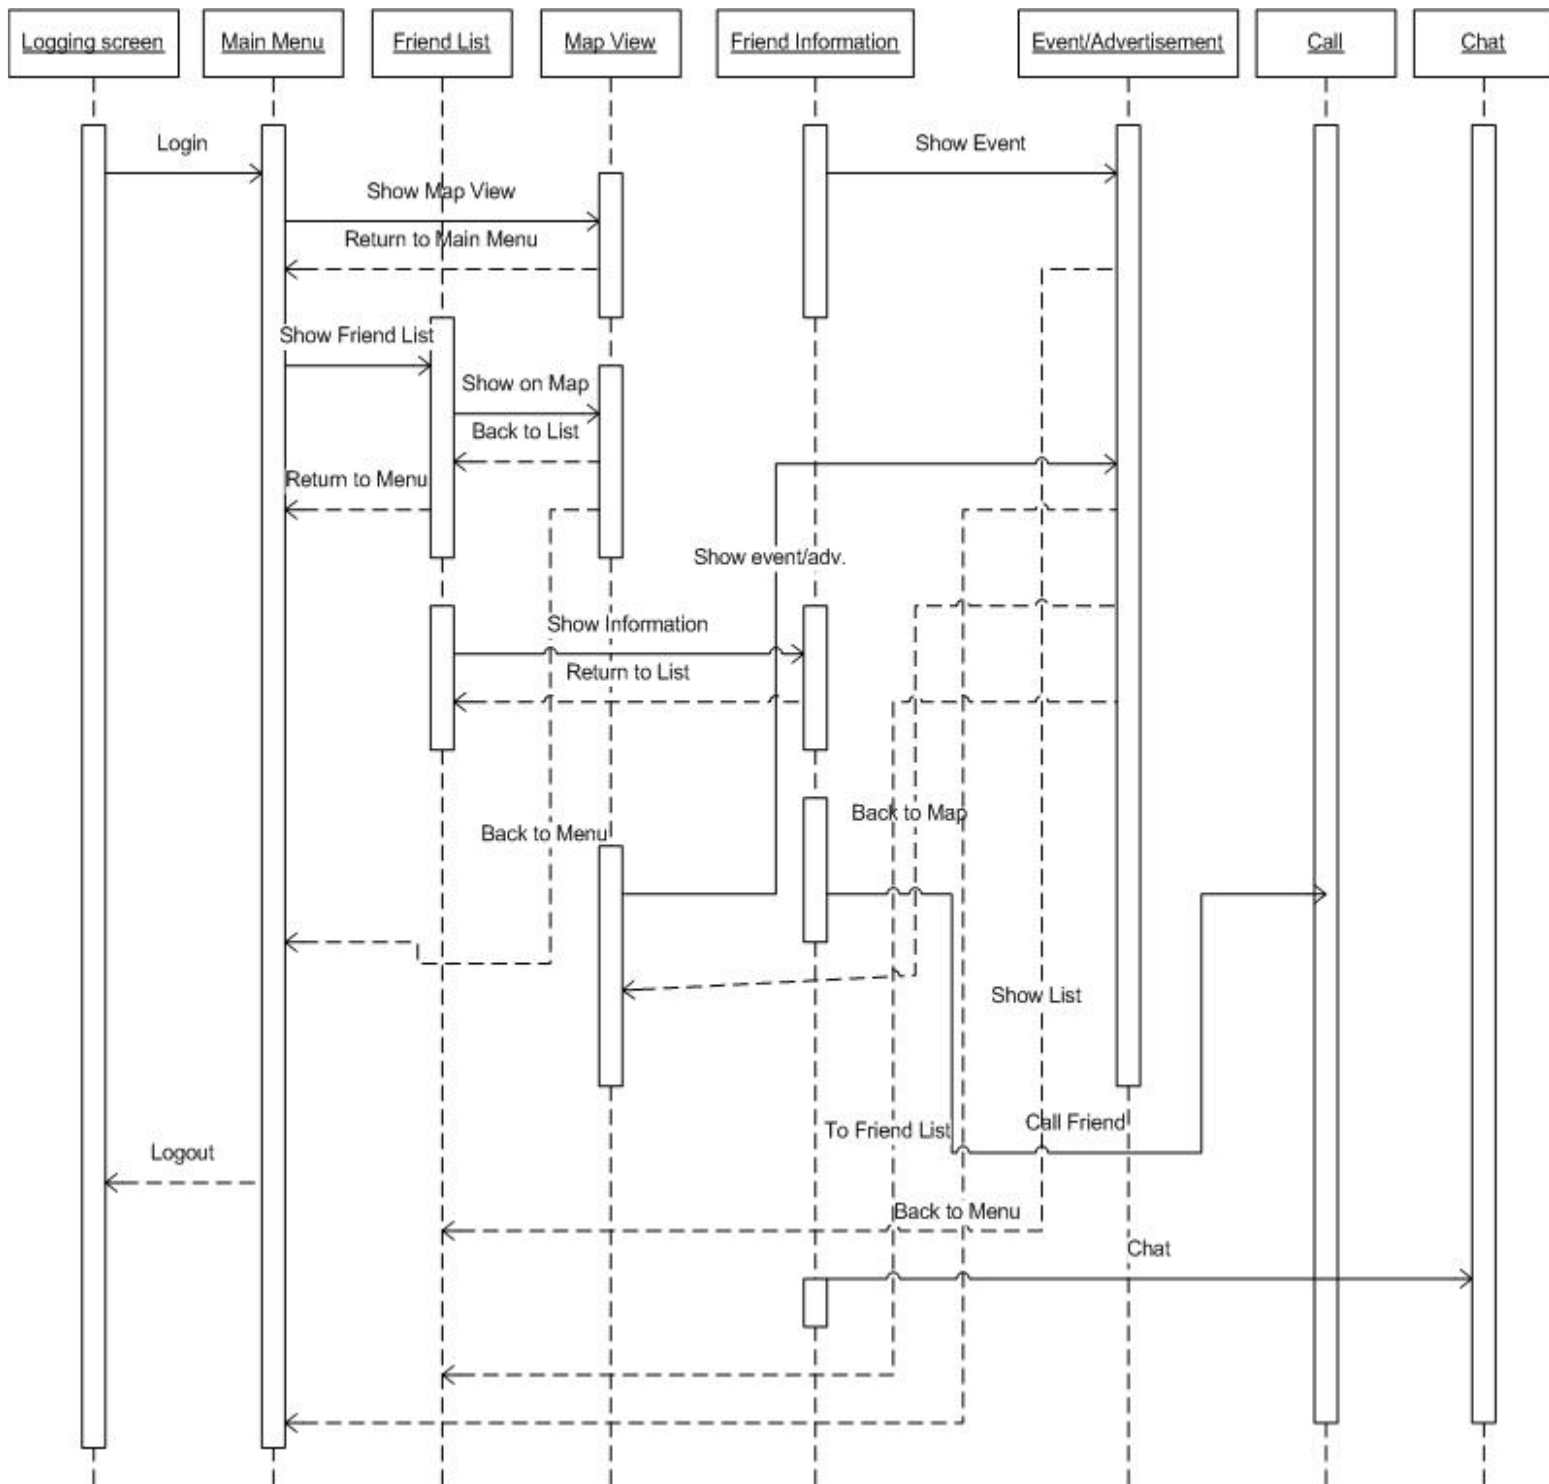 Logging screen
Main Menu
Friend List
Map View
Friend Information
Event/Advertisement
Call
Chat
Login
Show Event
Show Map View
Return to Main Menu
Show Friend List
Show on Map
Back to List
Return to Menu
Show event/adv.
Show Information
Return to List
Back to Map
Back to Menu
Show List
Call Friend
To Friend List
Logout
Back to Menu
Chat